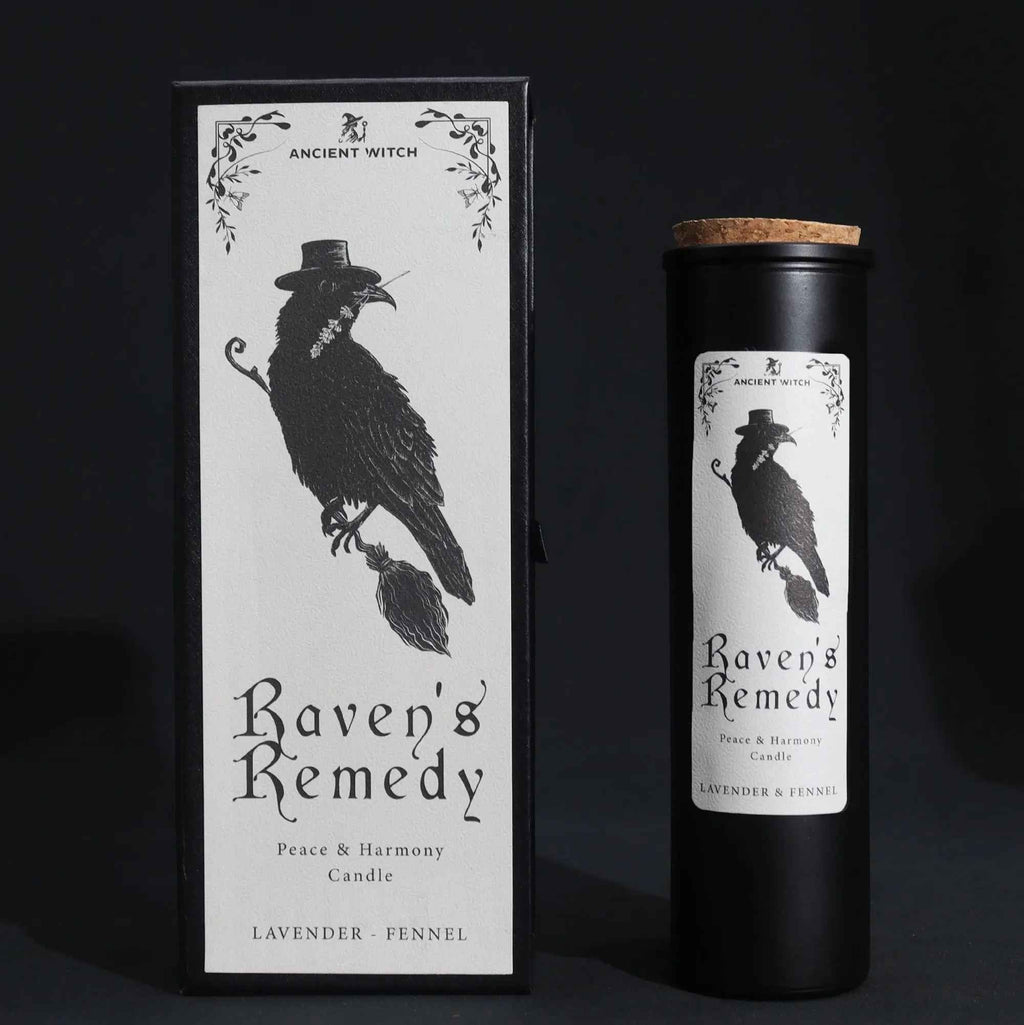 ANCIENT WITCH
Raven's
Remedy
Peace & Harmony
Candle
LAVENDER - FENNEL
ANCIENT WITCH
Raven's
Remedy
Peace & Harmony
Candle
LAVENDER & FENNEL